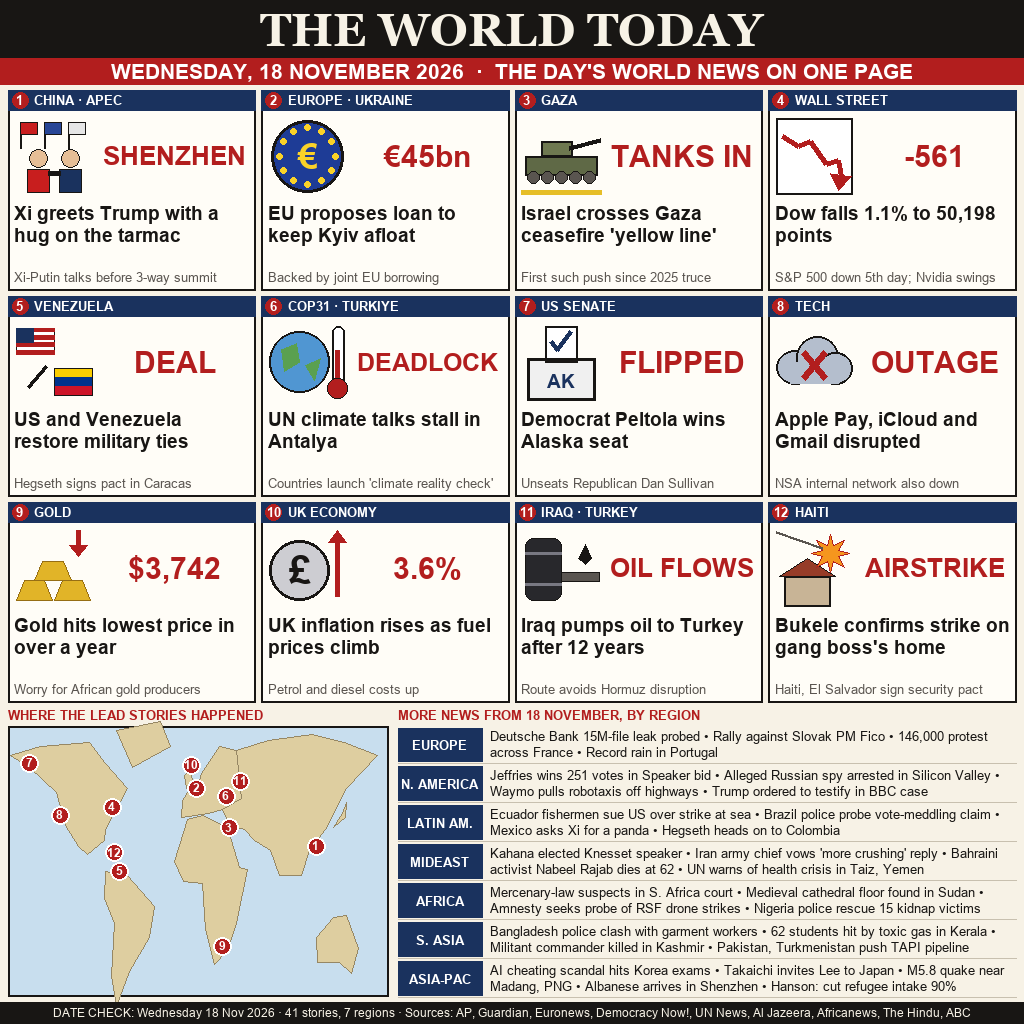 THE WORLD TODAY
WEDNESDAY, 18 NOVEMBER 2026 · THE DAY'S WORLD NEWS ON ONE PAGE
1 CHINA · APEC
SHENZHEN
Xi greets Trump with a
hug on the tarmac
Xi-Putin talks before 3-way summit
2 EUROPE · UKRAINE
€
€45bn
EU proposes loan to
keep Kyiv afloat
Backed by joint EU borrowing
3 GAZA
TANKS IN
Israel crosses Gaza
ceasefire 'yellow line'
First such push since 2025 truce
4 WALL STREET
-561
Dow falls 1.1% to 50,198
points
S&P 500 down 5th day; Nvidia swings
5 VENEZUELA
DEAL
US and Venezuela
restore military ties
Hegseth signs pact in Caracas
6 COP31 · TURKIYE
DEADLOCK
UN climate talks stall in
Antalya
Countries launch 'climate reality check'
7 US SENATE
AK
FLIPPED
Democrat Peltola wins
Alaska seat
Unseats Republican Dan Sullivan
8 TECH
OUTAGE
Apple Pay, iCloud and
Gmail disrupted
NSA internal network also down
9 GOLD
$3,742
Gold hits lowest price in
over a year
Worry for African gold producers
10 UK ECONOMY
£
3.6%
UK inflation rises as fuel
prices climb
Petrol and diesel costs up
11 IRAQ · TURKEY
OIL FLOWS
Iraq pumps oil to Turkey
after 12 years
Route avoids Hormuz disruption
12 HAITI
AIRSTRIKE
Bukele confirms strike on
gang boss's home
Haiti, El Salvador sign security pact
WHERE THE LEAD STORIES HAPPENED
7
10
2
11
6
8
4
3
12
5
1
9
MORE NEWS FROM 18 NOVEMBER, BY REGION
EUROPE
Deutsche Bank 15M-file leak probed • Rally against Slovak PM Fico • 146,000 protest
across France • Record rain in Portugal
N. AMERICA
Jeffries wins 251 votes in Speaker bid • Alleged Russian spy arrested in Silicon Valley •
Waymo pulls robotaxis off highways • Trump ordered to testify in BBC case
LATIN AM.
Ecuador fishermen sue US over strike at sea • Brazil police probe vote-meddling claim •
Mexico asks Xi for a panda • Hegseth heads on to Colombia
MIDEAST
Kahana elected Knesset speaker • Iran army chief vows 'more crushing' reply • Bahraini
activist Nabeel Rajab dies at 62 • UN warns of health crisis in Taiz, Yemen
AFRICA
Mercenary-law suspects in S. Africa court • Medieval cathedral floor found in Sudan •
Amnesty seeks probe of RSF drone strikes • Nigeria police rescue 15 kidnap victims
S. ASIA
Bangladesh police clash with garment workers • 62 students hit by toxic gas in Kerala •
Militant commander killed in Kashmir • Pakistan, Turkmenistan push TAPI pipeline
ASIA-PAC
AI cheating scandal hits Korea exams • Takaichi invites Lee to Japan • M5.8 quake near
Madang, PNG • Albanese arrives in Shenzhen • Hanson: cut refugee intake 90%
DATE CHECK: Wednesday 18 Nov 2026 · 41 stories, 7 regions · Sources: AP, Guardian, Euronews, Democracy Now!, UN News, Al Jazeera, Africanews, The Hindu, ABC